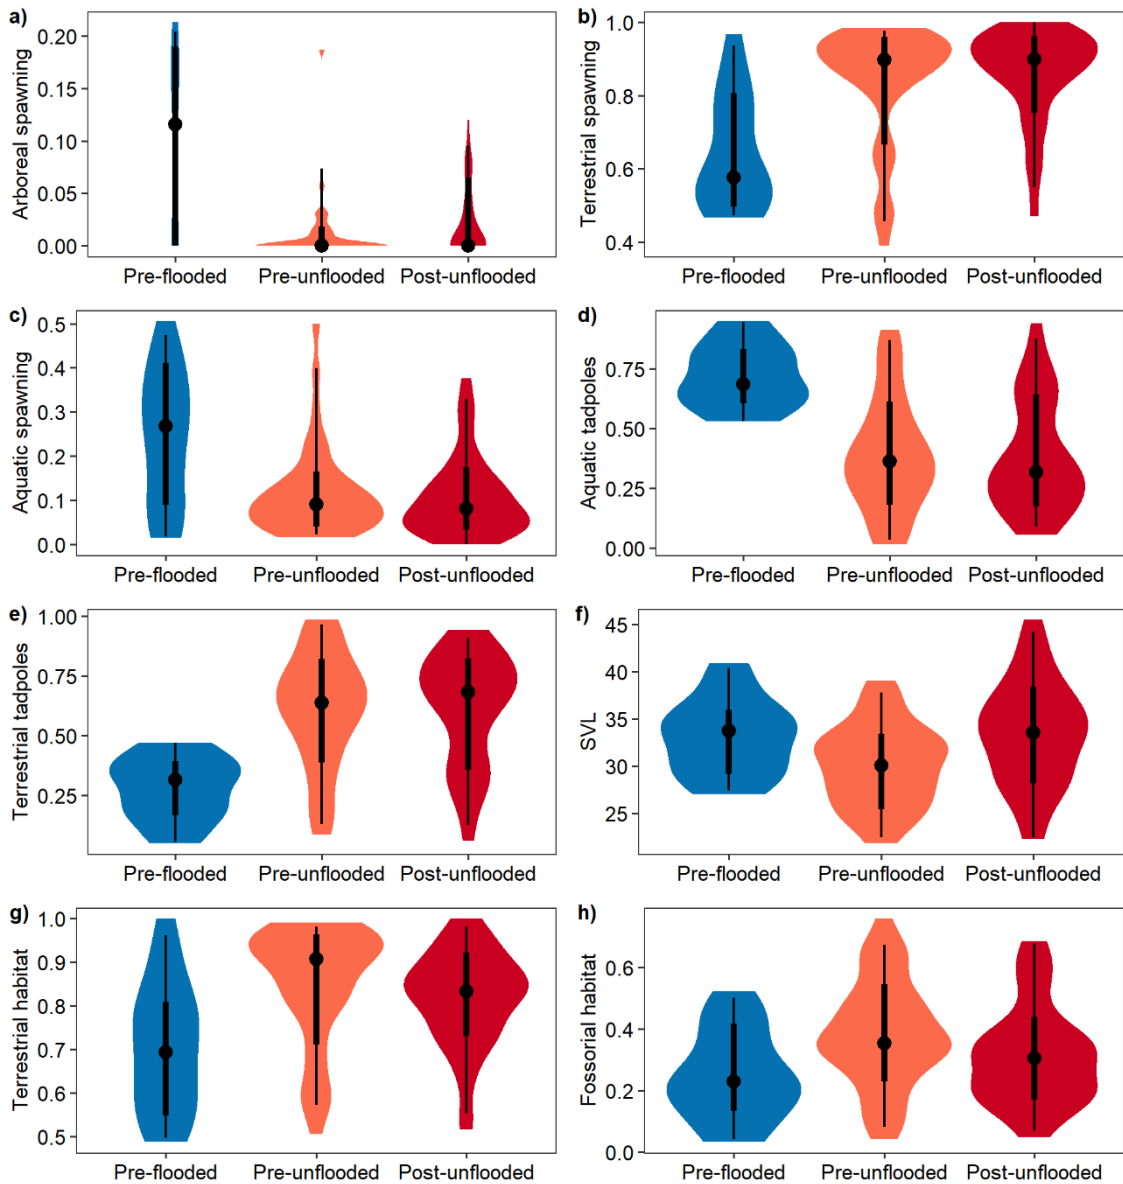 a)
Arboreal spawning
0.20
0.15
0.10
0.05
0.00
Pre-flooded Pre-unflooded Post-unflooded
b)
Terrestrial spawning
1.0
0.8
0.6
0.4
Pre-flooded Pre-unflooded Post-unflooded
c)
Aquatic spawning
0.5
0.4
0.3
0.2
0.1
0.0
Pre-flooded Pre-unflooded Post-unflooded
d)
Aquatic tadpoles
0.75
0.50
0.25
0.00
Pre-flooded Pre-unflooded Post-unflooded
e)
Terrestrial tadpoles
1.00
0.75
0.50
0.25
Pre-flooded Pre-unflooded Post-unflooded
f)
SVL
45
40
35
30
25
Pre-flooded Pre-unflooded Post-unflooded
g)
Terrestrial habitat
1.0
0.9
0.8
0.7
0.6
0.5
Pre-flooded Pre-unflooded Post-unflooded
h)
Fossorial habitat
0.6
0.4
0.2
0.0
Pre-flooded Pre-unflooded Post-unflooded